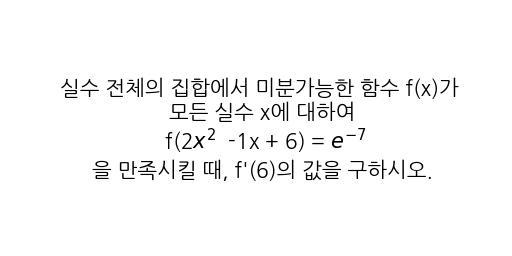 실수 전체의 집합에서 미분가능한 함수 f(x)가
모든 실수 x에 대하여
f(2x² -1x + 6) = e⁻⁷
을 만족시킬 때, f'(6)의 값을 구하시오.